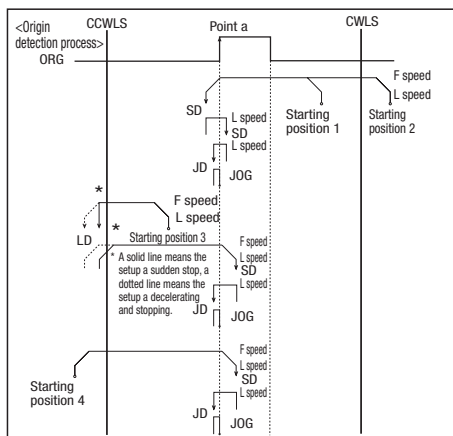 <Origin
detection process>
CCWLS
Point a
CWLS
ORG
F speed
L speed
SD
Starting
position 1
Starting
position 2
L speed
SD
L speed
JD
JOG
*
F speed
L speed
LD
*
Starting position 3
F speed
L speed
SD
* A solid line means the
setup a sudden stop, a
dotted line means the
setup a decelerating
and stopping.
L speed
JD
JOG
F speed
L speed
SD
Starting
position 4
L speed
JD
JOG